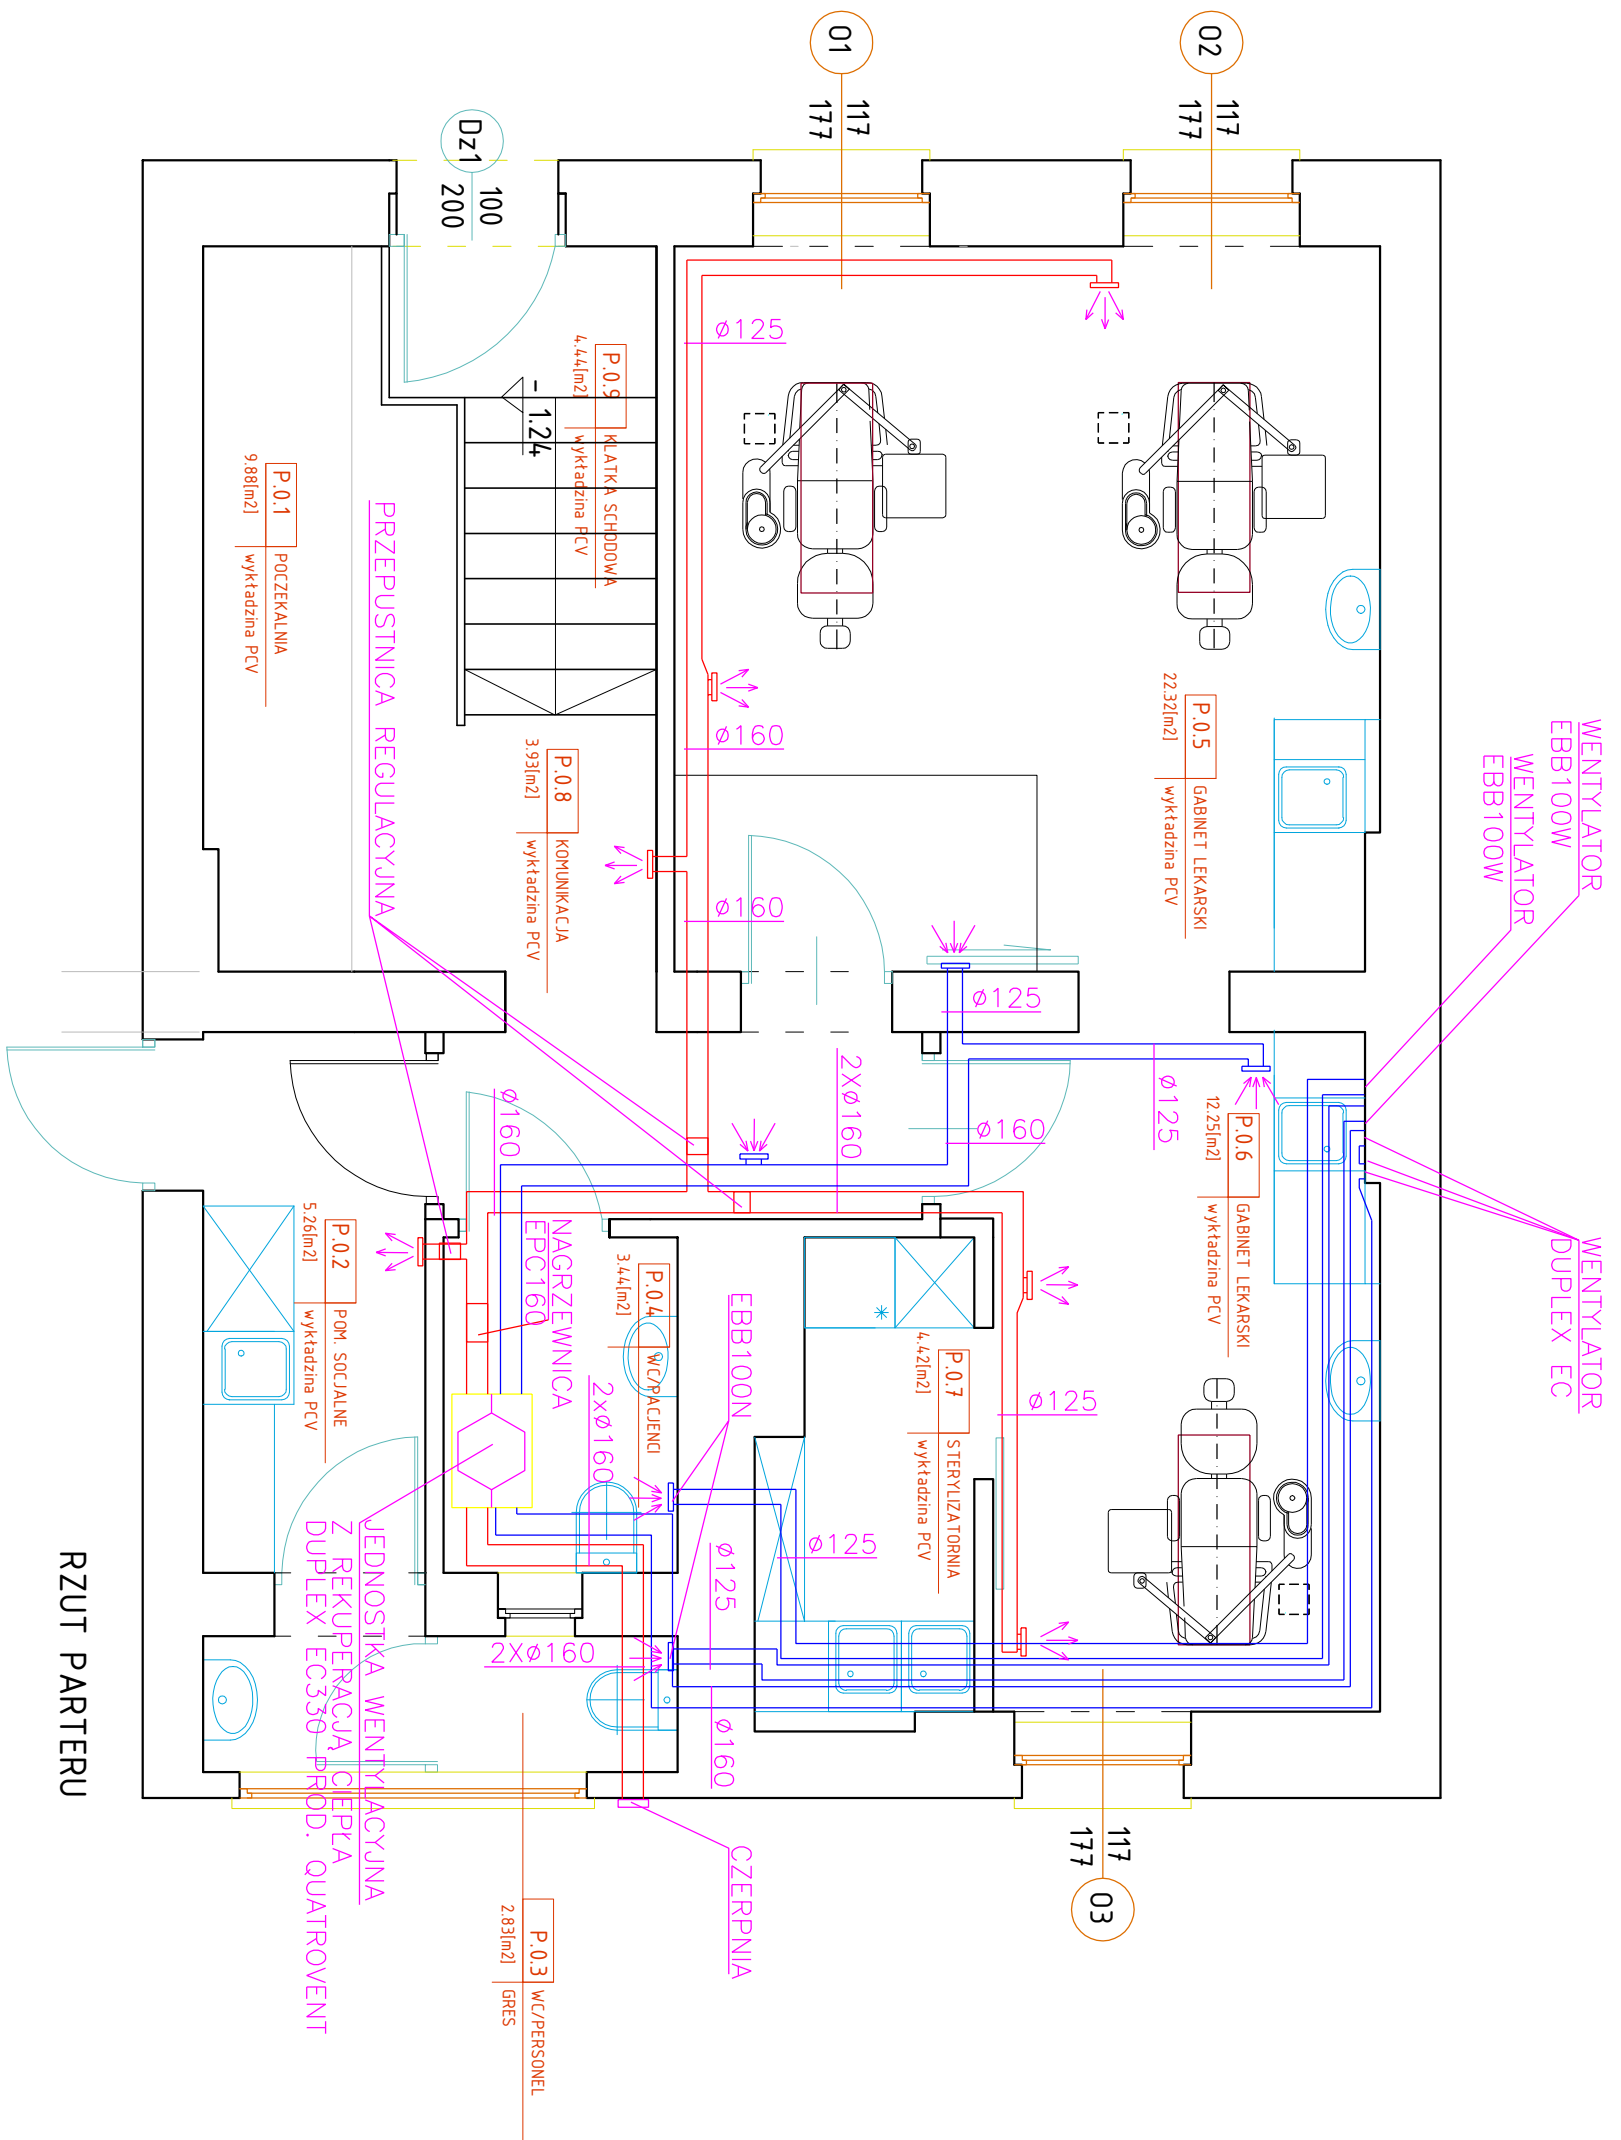 WENTYLATOR
EBB100W
WENTYLATOR
EBB100W
WENTYLATOR
DUPLEX EC
02
117
177
01
117
177
Dz1
100
200
ø125
P.0.5
GABINET LEKARSKI
22.32[m2]
wykładzina PCV
P.0.9
KLATKA SCHODOWA
4.44[m2]
wykładzina PCV
- 1.24
P.0.1
POCZEKALNIA
9.88[m2]
wykładzina PCV
PRZEPUSTNICA REGULACYJNA
ø160
P.0.8
KOMUNIKACJA
3.93[m2]
wykładzina PCV
ø160
ø125
ø125
2Xø160
ø160
ø160
P.0.6
GABINET LEKARSKI
12.25[m2]
wykładzina PCV
P.0.2
POM. SOCJALNE
5.26[m2]
wykładzina PCV
NAGRZEWNICA
EPC160
P.0.4
WC/PACJENCI
3.44[m2]
EBB100N
2xø160
P.0.7
STERYLIZATORNIA
4.42[m2]
wykładzina PCV
ø125
ø125
ø125
2Xø160
ø160
JEDNOSTKA WENTYLACYJNA
Z REKUPERACJĄ CIEPŁA
DUPLEX EC330 PROD. QUATROVENT
CZERPNIA
117
177
03
P.0.3
WC/PERSONEL
2.83[m2]
GRES
RZUT PARTERU